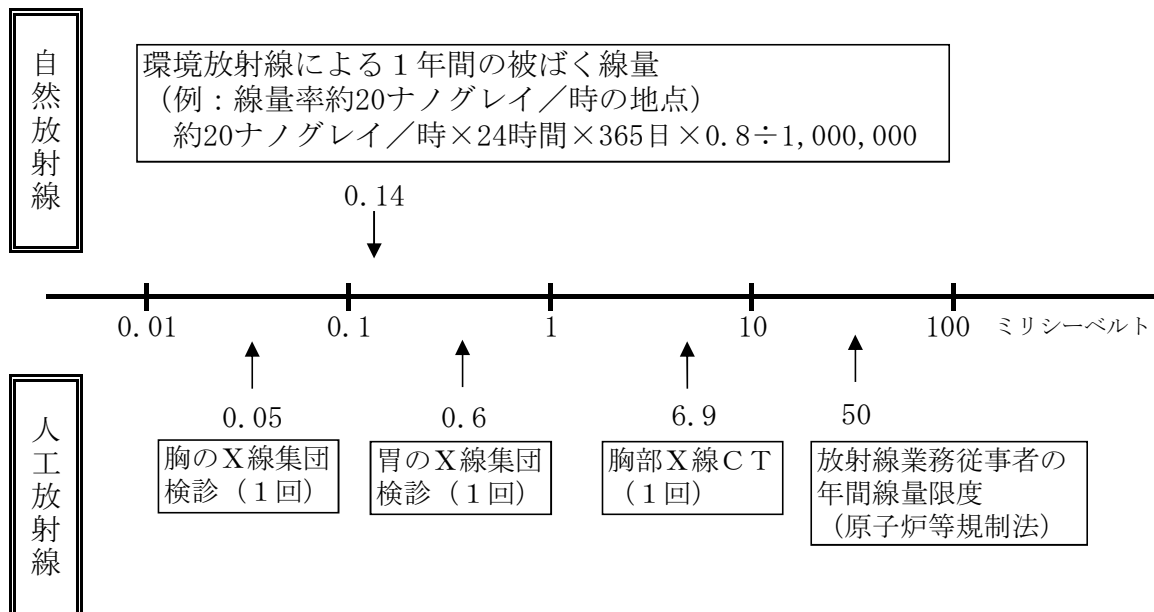 自然放射線
環境放射線による１年間の被ばく線量
（例：線量率約20ナノグレイ／時の地点）
約20ナノグレイ／時×24時間×365日×0.8÷1,000,000
0.14
0.01
0.1
1
10
100
ミリシーベルト
人工放射線
0.05
胸のＸ線集団
検診（１回）
0.6
胃のＸ線集団
検診（１回）
6.9
胸部Ｘ線ＣＴ
（１回）
50
放射線業務従事者の
年間線量限度
（原子炉等規制法）